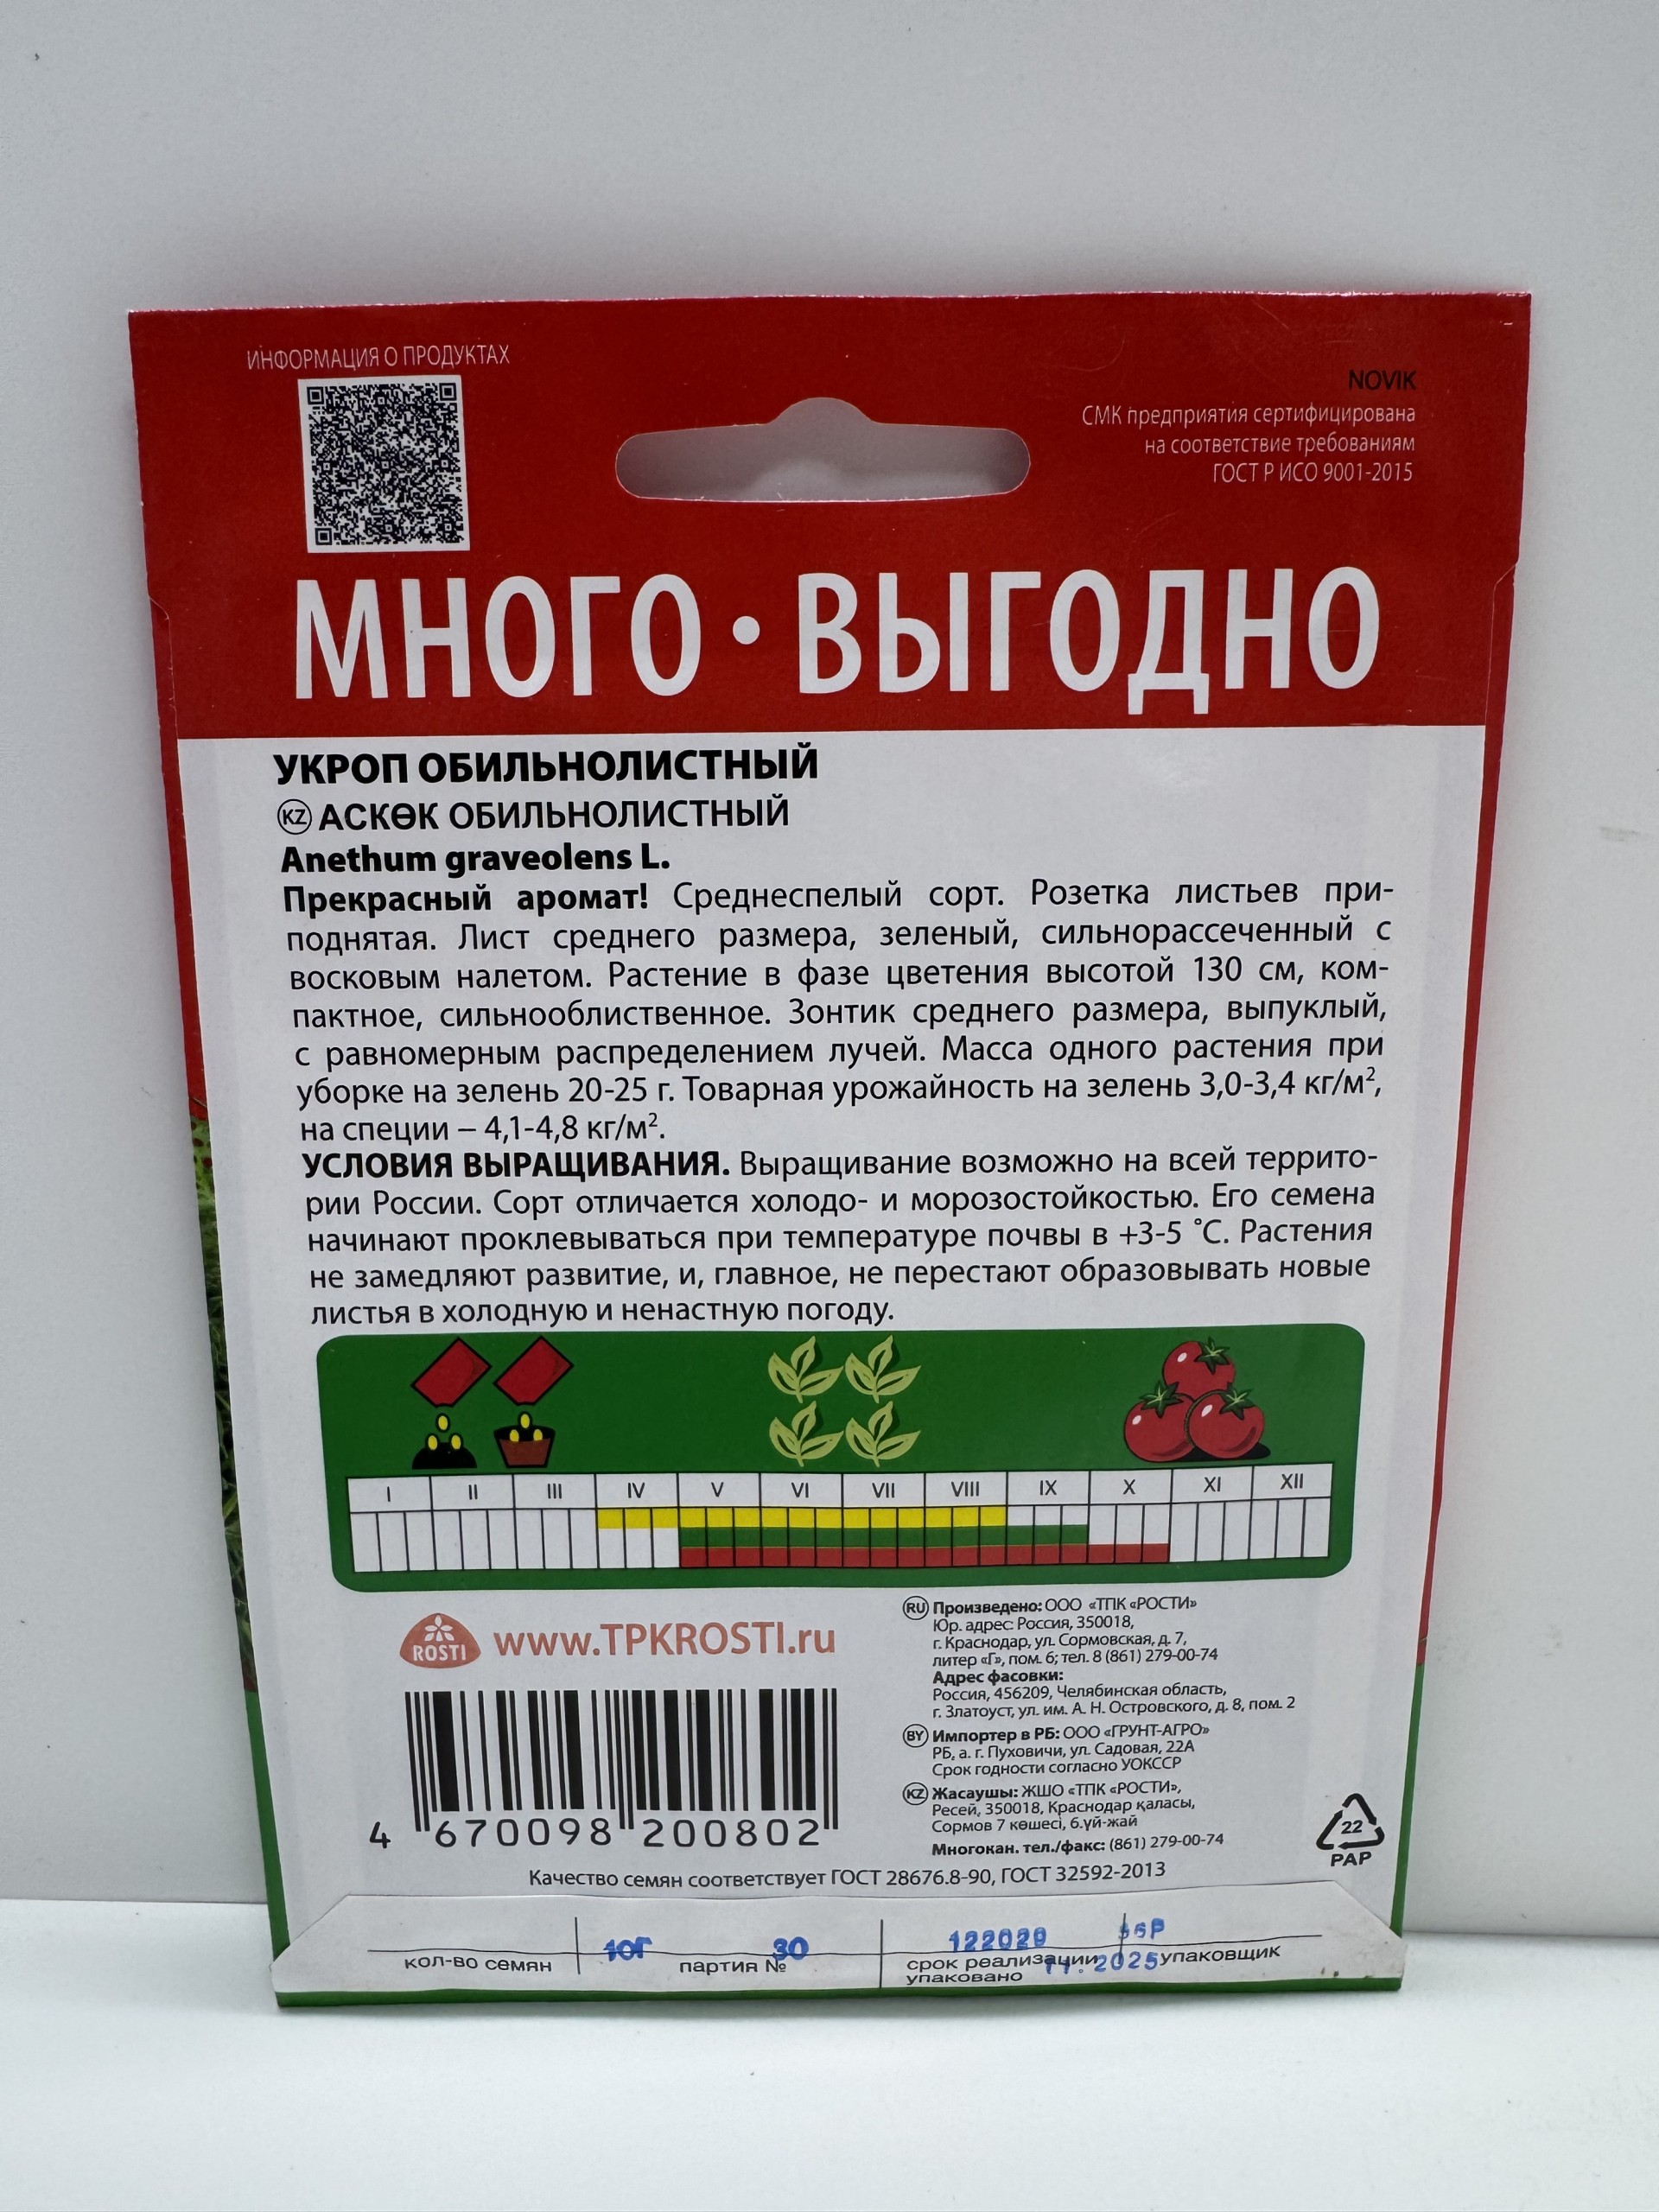 ИНФОРМАЦИЯ О ПРОДУКТАХ
NOVIK
СМК предприятия сертифицирована
на соответствие требованиям
ГОСТ Р ИСО 9001-2015
МНОГО • ВЫГОДНО
УКРОП ОБИЛЬНОЛИСТНЫЙ
KZ АСКӨК ОБИЛЬНОЛИСТНЫЙ
Anethum graveolens L.
Прекрасный аромат! Среднеспелый сорт. Розетка листьев при-
поднятая. Лист среднего размера, зеленый, сильнорассеченный с
восковым налетом. Растение в фазе цветения высотой 130 см, ком-
пактное, сильнооблиственное. Зонтик среднего размера, выпуклый,
с равномерным распределением лучей. Масса одного растения при
уборке на зелень 20-25 г. Товарная урожайность на зелень 3,0-3,4 кг/м²,
на специи – 4,1-4,8 кг/м².
УСЛОВИЯ ВЫРАЩИВАНИЯ. Выращивание возможно на всей террито-
рии России. Сорт отличается холодо- и морозостойкостью. Его семена
начинают проклевываться при температуре почвы в +3-5 ˚С. Растения
не замедляют развитие, и, главное, не перестают образовывать новые
листья в холодную и ненастную погоду.
I II III IV V VI VII VIII IX X XI XII
ROSTI www.TPKROSTI.ru
4 670098 200802
RU Произведено: ООО «ТПК «РОСТИ»
Юр. адрес: Россия, 350018,
г. Краснодар, ул. Сормовская, д. 7,
литер «Г», пом. 6; тел. 8 (861) 279-00-74
Адрес фасовки:
Россия, 456209, Челябинская область,
г. Златоуст, ул. им. А. Н. Островского, д. 8, пом. 2
BY Импортер в РБ: ООО «ГРУНТ-АГРО»
РБ, а. г. Пуховичи, ул. Садовая, 22А
Срок годности согласно УОКССР
KZ Жасаушы: ЖШО «ТПК «РОСТИ»,
Ресей, 350018, Краснодар қаласы,
Сормов 7 көшесі, 6.үй-жай
Многокан. тел./факс: (861) 279-00-74
22
PAP
Качество семян соответствует ГОСТ 28676.8-90, ГОСТ 32592-2013
10Г 30 122029
кол-во семян партия № срок реализации упаковщик
упаковано 11.2025